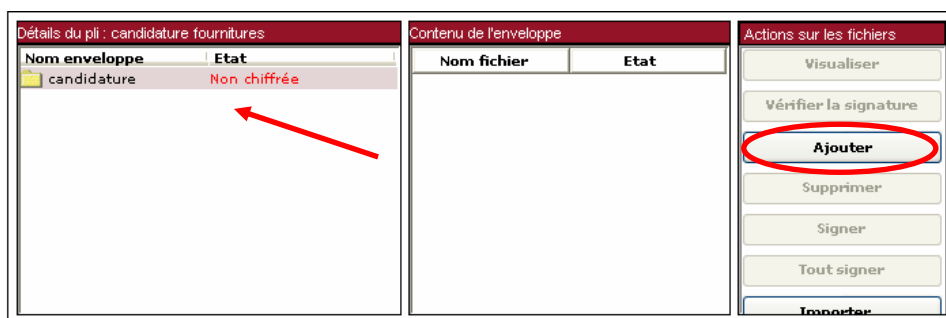 Détails du pli : candidature fournitures
Nom enveloppe Etat
candidature Non chiffrée
Contenu de l'enveloppe
Nom fichier Etat
Actions sur les fichiers
Visualiser
Vérifier la signature
Ajouter
Supprimer
Signer
Tout signer
Importer